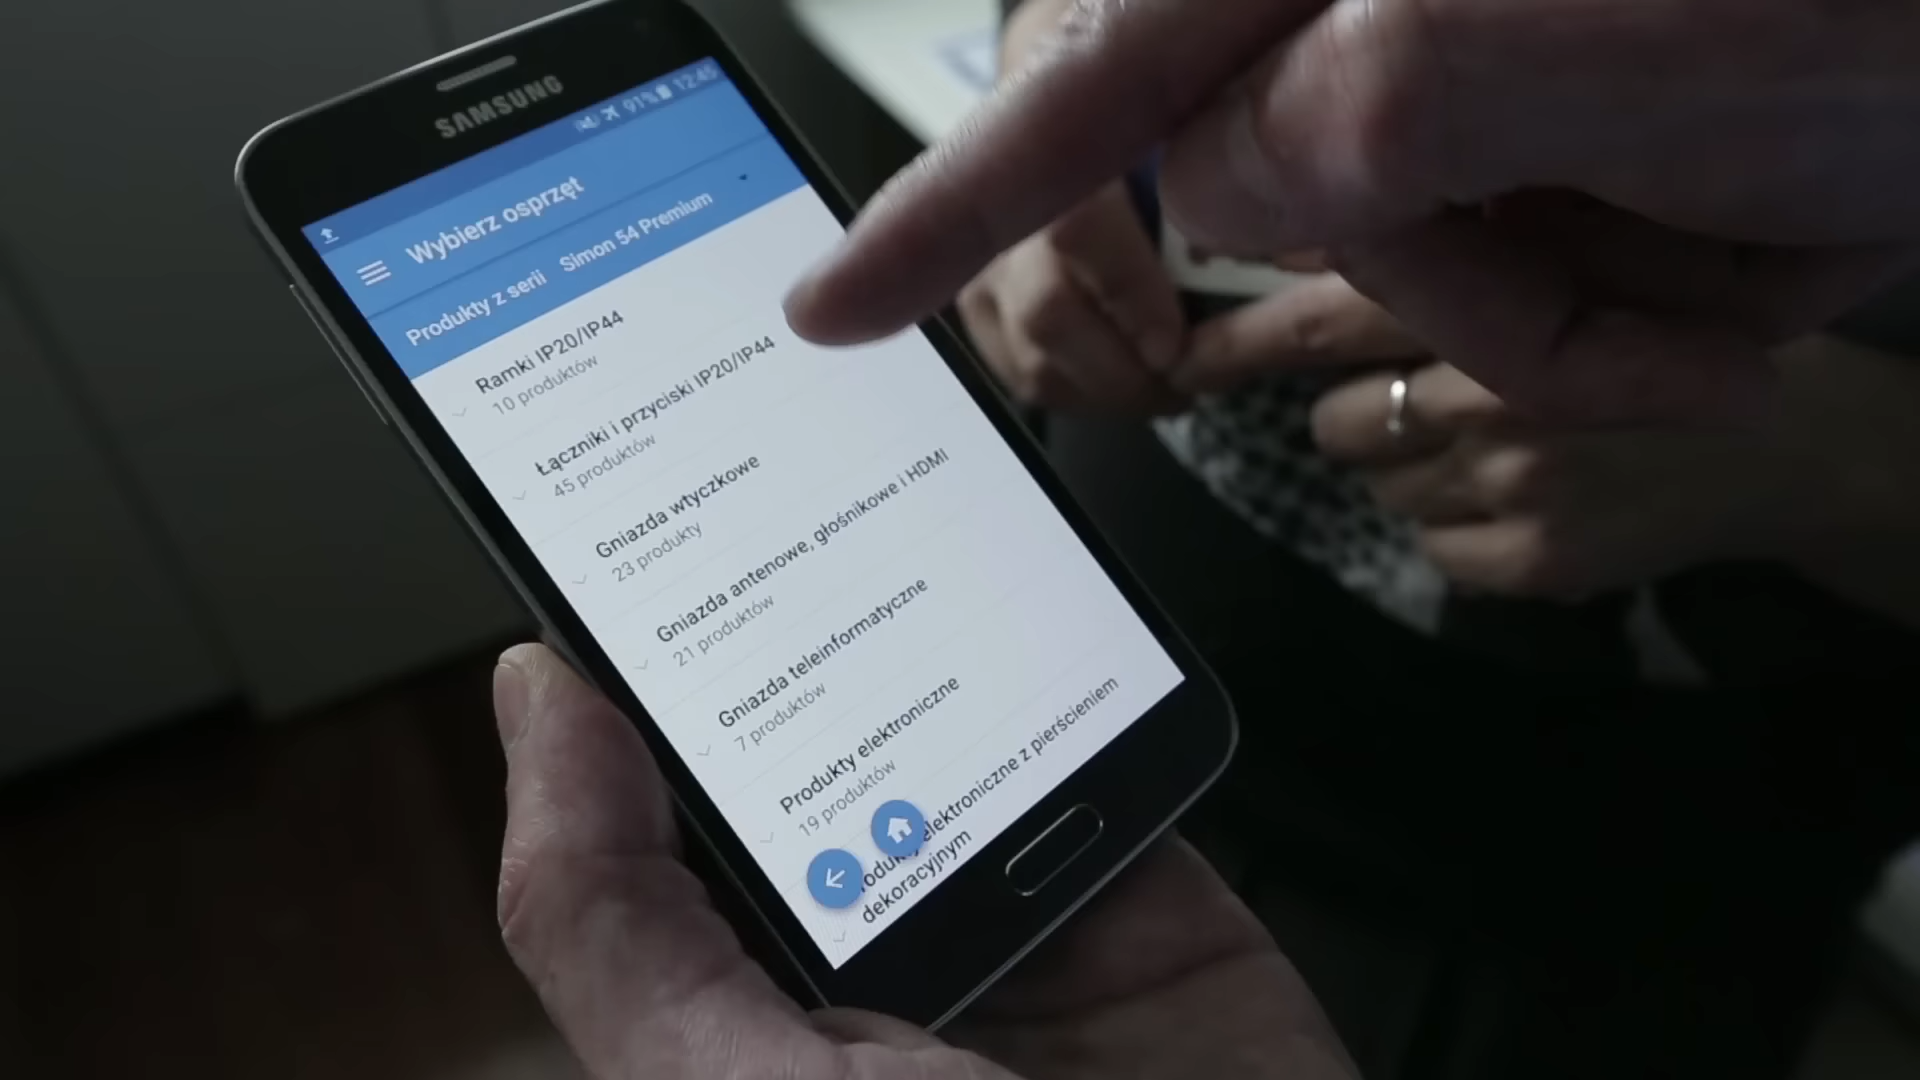 SAMSUNG
91% 12:45
Wybierz osprzęt
Produkty z serii Simon 54 Premium
Ramki IP20/IP44
10 produktów
Łączniki i przyciski IP20/IP44
45 produktów
Gniazda wtyczkowe
23 produkty
Gniazda antenowe, głośnikowe i HDMI
21 produktów
Gniazda teleinformatyczne
7 produktów
Produkty elektroniczne
19 produktów
elektroniczne z pierścieniem
dekoracyjnym